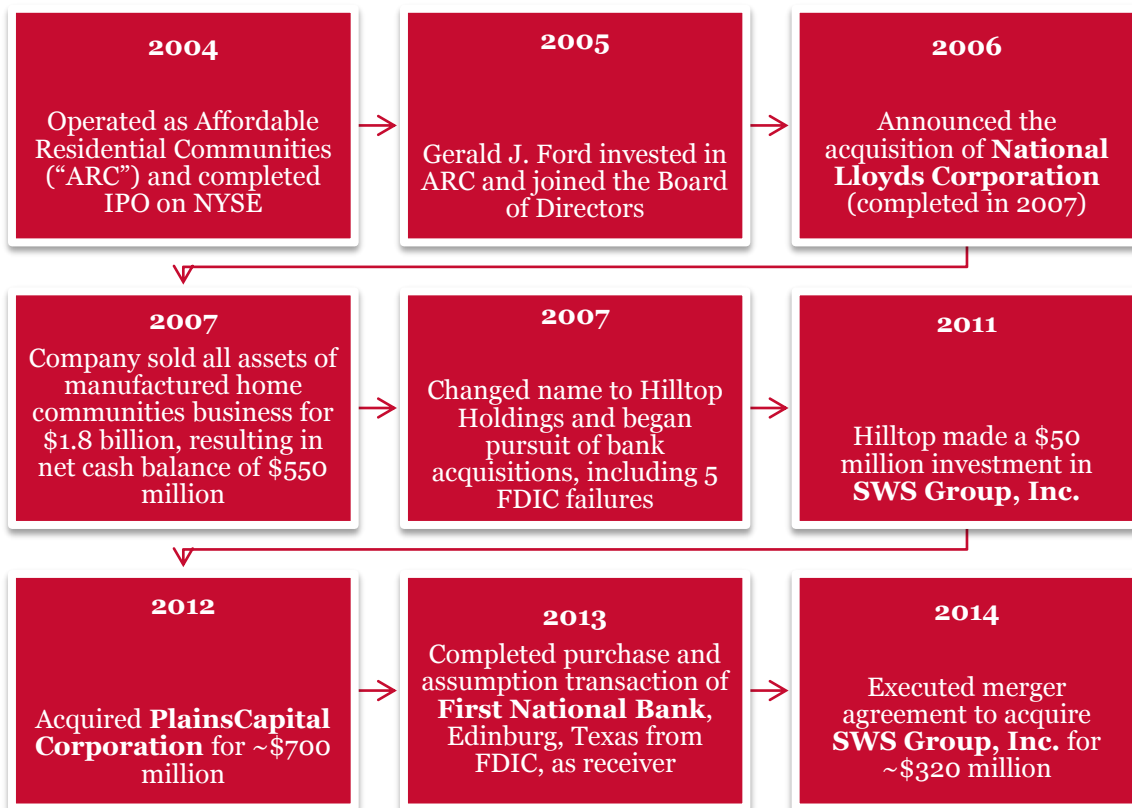 2004
Operated as Affordable
Residential Communities
(“ARC”) and completed
IPO on NYSE
2005
Gerald J. Ford invested in
ARC and joined the Board
of Directors
2006
Announced the
acquisition of National
Lloyds Corporation
(completed in 2007)
2007
Company sold all assets of
manufactured home
communities business for
$1.8 billion, resulting in
net cash balance of $550
million
2007
Changed name to Hilltop
Holdings and began
pursuit of bank
acquisitions, including 5
FDIC failures
2011
Hilltop made a $50
million investment in
SWS Group, Inc.
2012
Acquired PlainsCapital
Corporation for ~$700
million
2013
Completed purchase and
assumption transaction of
First National Bank,
Edinburg, Texas from
FDIC, as receiver
2014
Executed merger
agreement to acquire
SWS Group, Inc. for
~$320 million